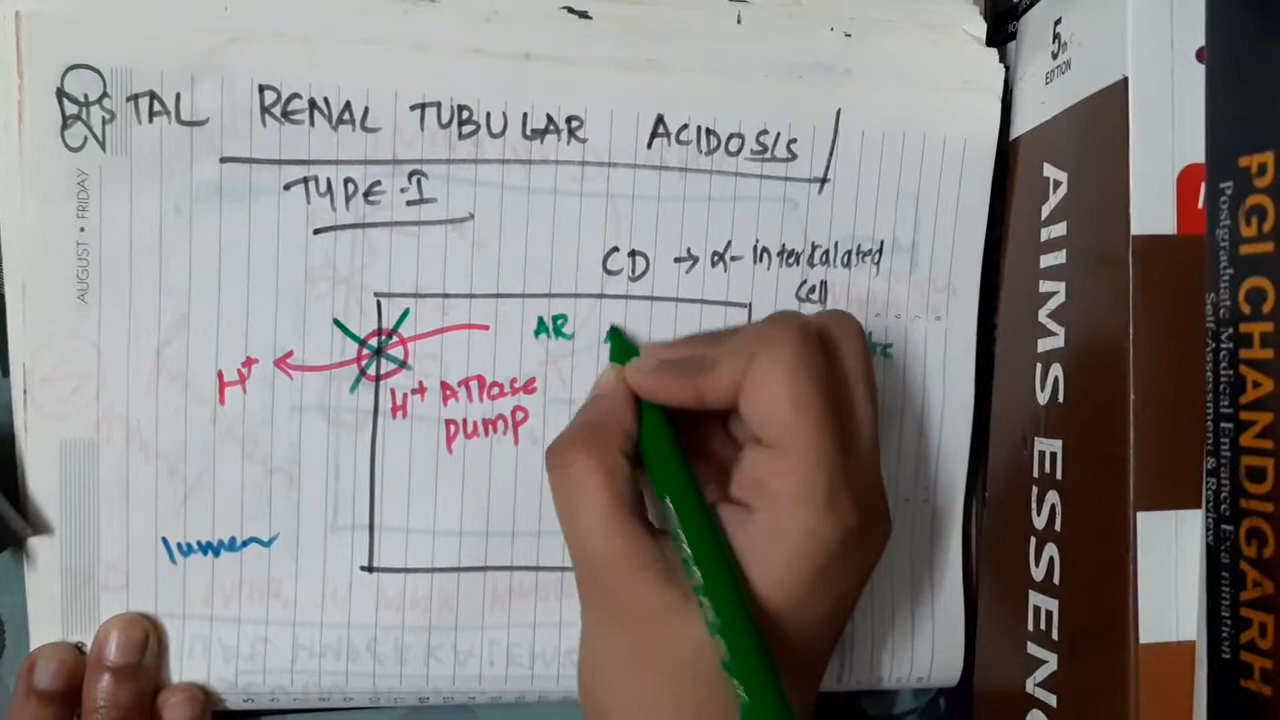 TAL RENAL TUBULAR ACIDOSIS
TYPE-I
CD → α-intercalated
cell
AR
H+
H+ ATPase
pump
lumen
AUGUST • FRIDAY
5th
EDITION
AIIMS ESSEN
PGI CHANDIGARH
Postgraduate Medical Entrance Examination
Self-Assessment & Review